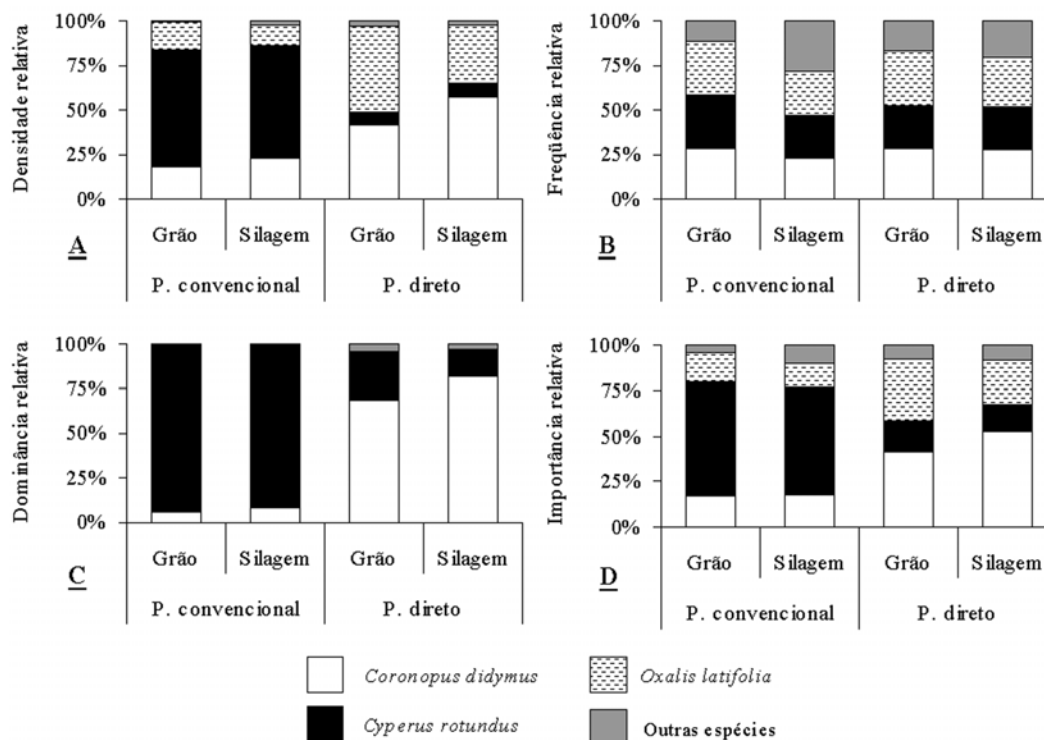 Densidade relativa
100%
75%
50%
25%
0%
Grão Silagem Grão Silagem
A
P. convencional P. direto
Freqüência relativa
100%
75%
50%
25%
0%
Grão Silagem Grão Silagem
B
P. convencional P. direto
Dominância relativa
100%
75%
50%
25%
0%
Grão Silagem Grão Silagem
C
P. convencional P. direto
Importância relativa
100%
75%
50%
25%
0%
Grão Silagem Grão Silagem
D
P. convencional P. direto
Coronopus didymus Oxalis latifolia
Cyperus rotundus Outras espécies